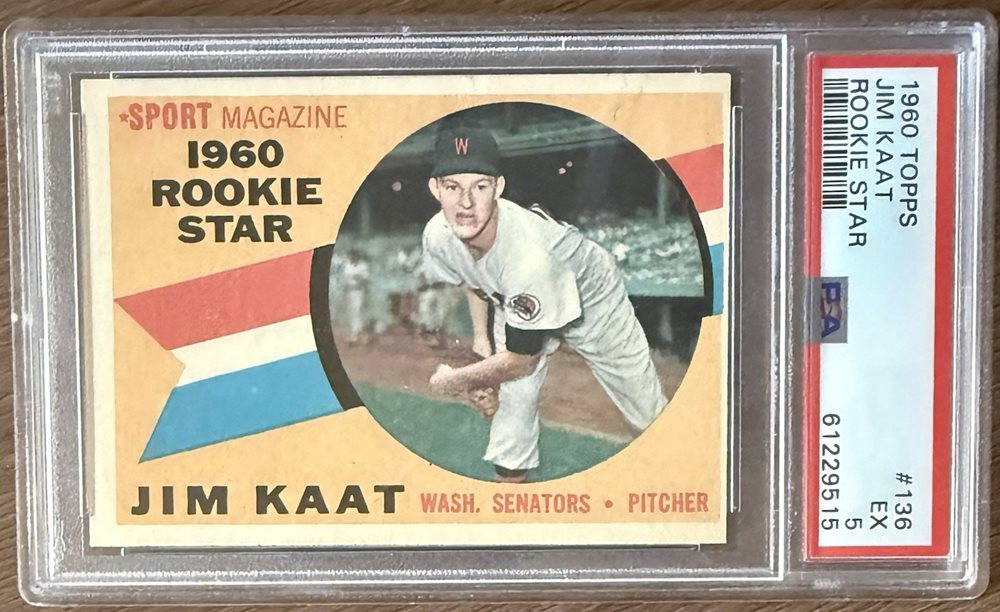 ★SPORT MAGAZINE
1960
ROOKIE
STAR
W
JIM KAAT WASH. SENATORS • PITCHER
1960 TOPPS #136
JIM KAAT EX
ROOKIE STAR 5
PSA 61229515